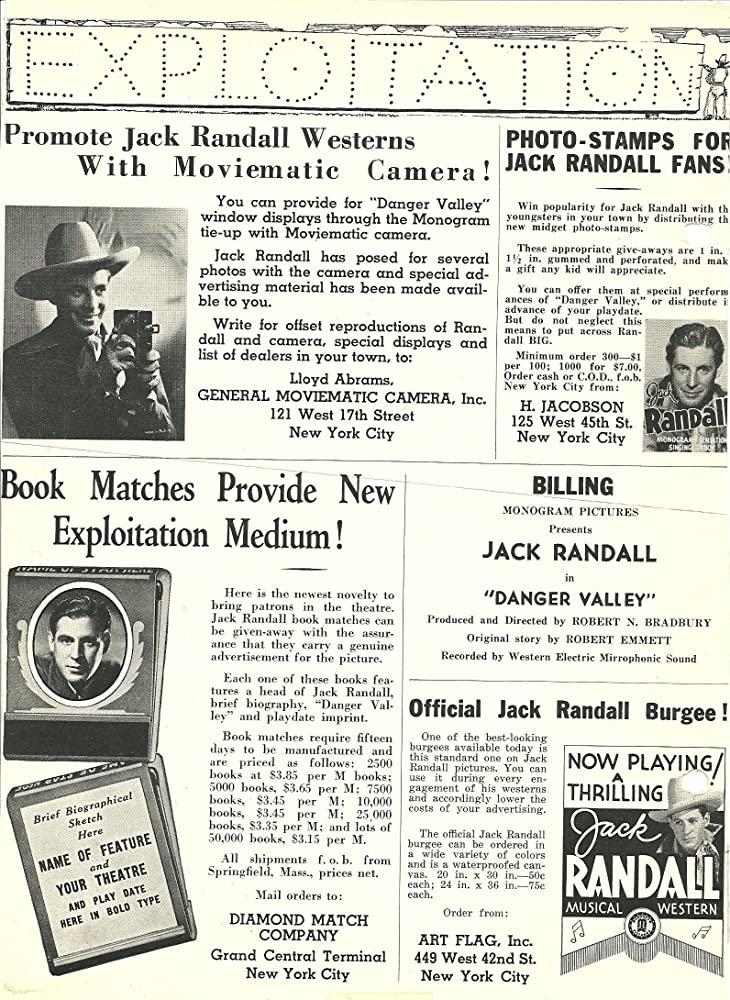 EXPLOITATION
Promote Jack Randall Westerns
With Moviematic Camera!
You can provide for "Danger Valley"
window displays through the Monogram
tie-up with Moviematic camera.
Jack Randall has posed for several
photos with the camera and special ad-
vertising material has been made avail-
ble to you.
Write for offset reproductions of Ran-
dall and camera, special displays and
list of dealers in your town, to:
Lloyd Abrams,
GENERAL MOVIEMATIC CAMERA, Inc.
121 West 17th Street
New York City
PHOTO-STAMPS FOR
JACK RANDALL FANS!
Win popularity for Jack Randall with th
youngsters in your town by distributing th
new midget photo-stamps.
These appropriate give-aways are 1 in.
1½ in. gummed and perforated, and mak
a gift any kid will appreciate.
You can offer them at special perform
ances of "Danger Valley," or distribute i
advance of your playdate.
But do not neglect this
means to put across Ran-
dall BIG.
Minimum order 300—$1
per 100; 1000 for $7.00.
Order cash or C.O.D., f.o.b.
New York City from:
H. JACOBSON
125 West 45th St.
New York City
Jack
Randall
MONOGRAM'S SENSATION
SINGING COWBOY
Book Matches Provide New
Exploitation Medium!
NAME OF STAR HERE
Here is the newest novelty to
bring patrons in the theatre.
Jack Randall book matches can
be given-away with the assur-
ance that they carry a genuine
advertisement for the picture.
Each one of these books fea-
tures a head of Jack Randall,
brief biography, "Danger Val-
ley" and playdate imprint.
Book matches require fifteen
days to be manufactured and
are priced as follows: 2500
books at $3.85 per M books;
5000 books, $3.65 per M; 7500
books, $3.45 per M; 10,000
books, $3.45 per M; 25,000
books, $3.35 per M; and lots of
50,000 books, $3.15 per M.
All shipments f. o. b. from
Springfield, Mass., prices net.
Mail orders to:
DIAMOND MATCH
COMPANY
Grand Central Terminal
New York City
Brief Biographical
Sketch
Here
NAME OF FEATURE
and
YOUR THEATRE
AND PLAY DATE
HERE IN BOLD TYPE
BILLING
MONOGRAM PICTURES
Presents
JACK RANDALL
in
"DANGER VALLEY"
Produced and Directed by ROBERT N. BRADBURY
Original story by ROBERT EMMETT
Recorded by Western Electric Mirrophonic Sound
Official Jack Randall Burgee!
One of the best-looking
burgees available today is
this standard one on Jack
Randall pictures. You can
use it during every en-
gagement of his westerns
and accordingly lower the
costs of your advertising.
The official Jack Randall
burgee can be ordered in
a wide variety of colors
and is a waterproofed can-
vas. 20 in. x 30 in.—50c
each; 24 in. x 36 in.—75c
each.
Order from:
ART FLAG, Inc.
449 West 42nd St.
New York City
NOW PLAYING!
A
THRILLING
Jack
RANDALL
MUSICAL WESTERN